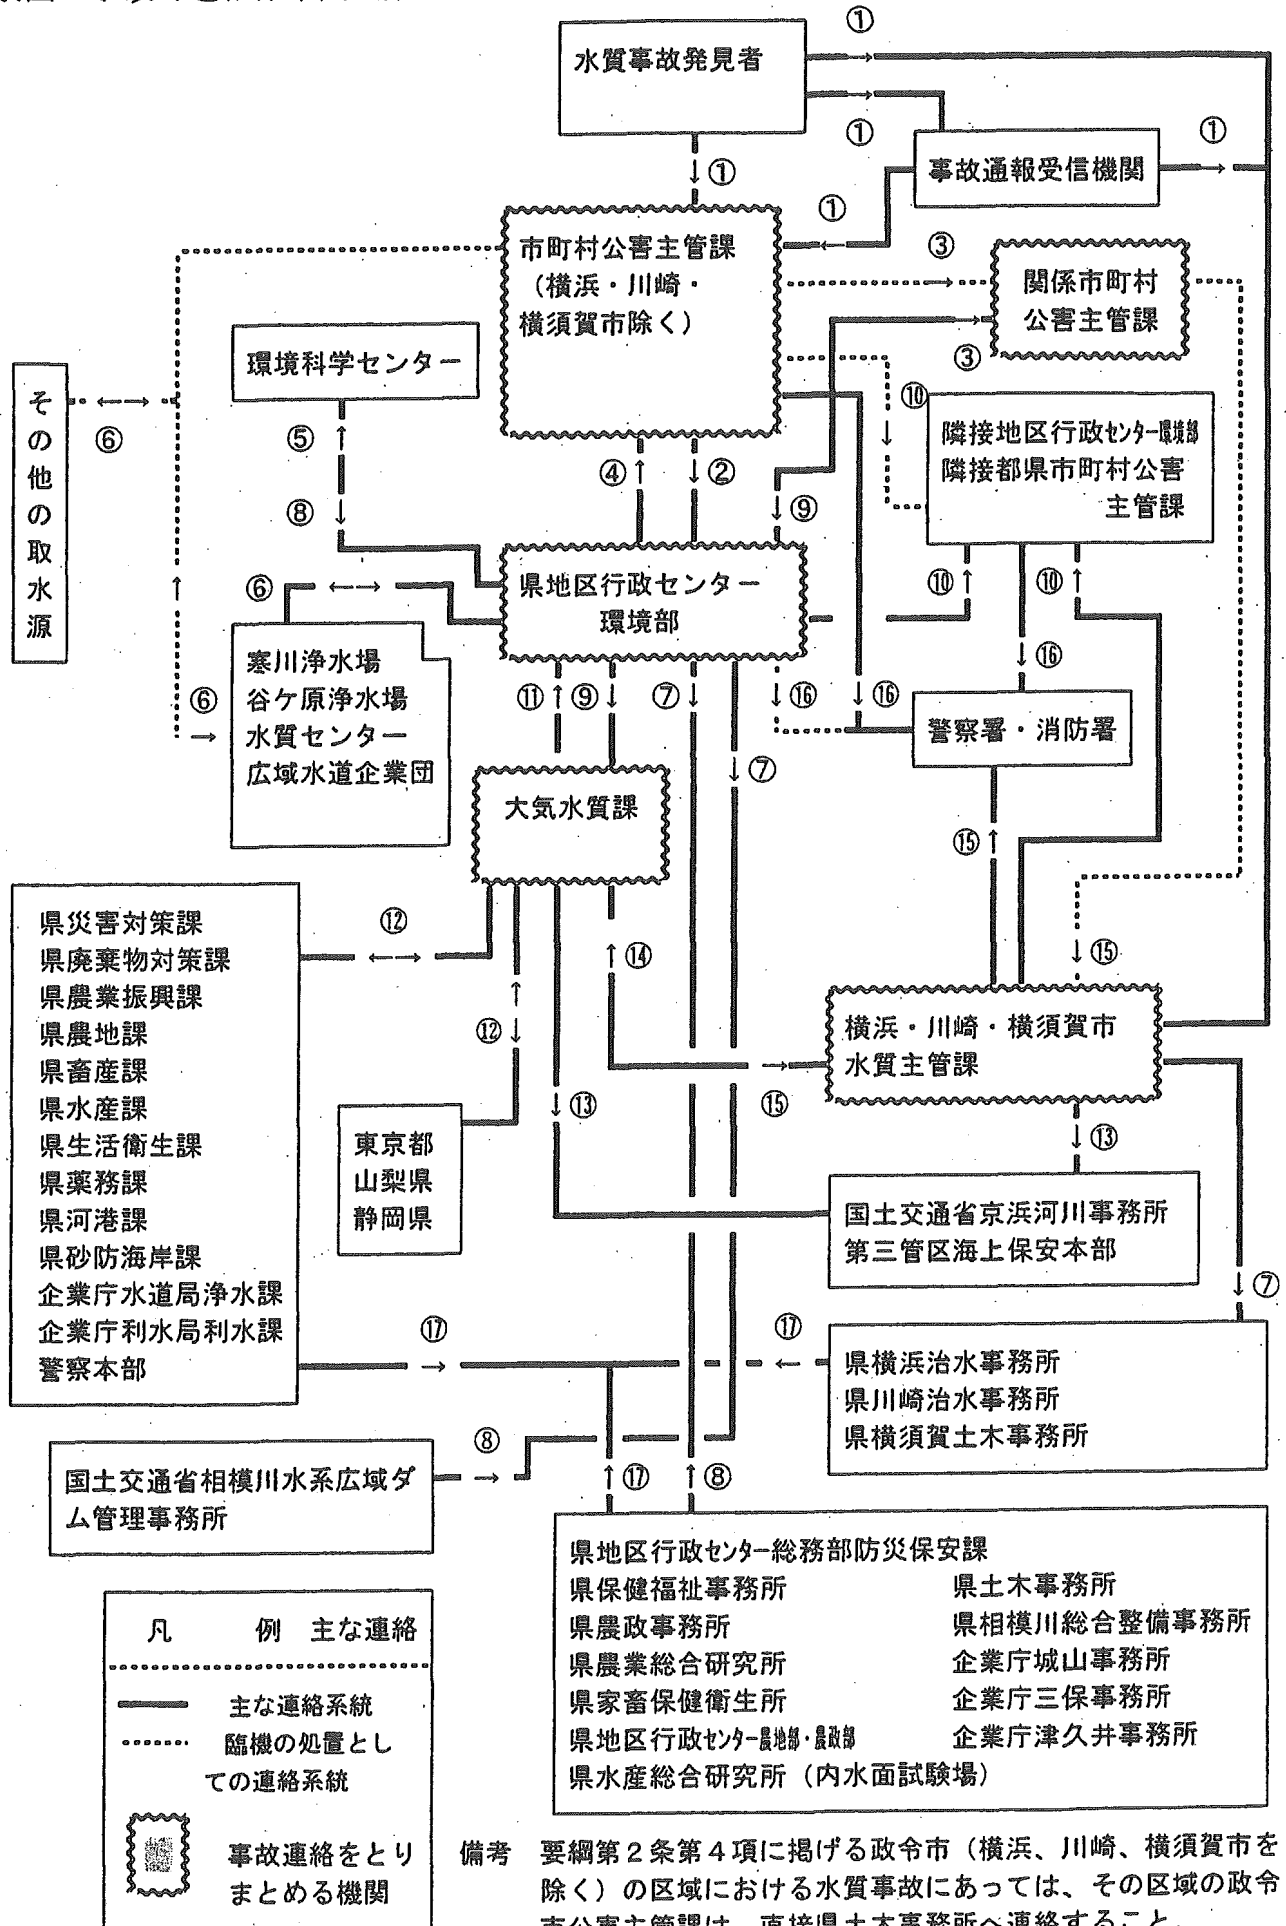 ①
水質事故発見者
①
①
事故通報受信機関
①
①
市町村公害主管課
（横浜・川崎・
横須賀市除く）
③
関係市町村
公害主管課
③
環境科学センター
その他の取水源
⑥
⑤
⑧
④
②
⑨
⑩
隣接地区行政センター環境部
隣接都県市町村公害
主管課
県地区行政センター
環境部
⑥
⑩
⑩
⑯
寒川浄水場
谷ケ原浄水場
水質センター
広域水道企業団
⑥
⑪
⑨
⑦
⑯
⑯
警察署・消防署
⑦
大気水質課
⑮
県災害対策課
県廃棄物対策課
県農業振興課
県農地課
県畜産課
県水産課
県生活衛生課
県薬務課
県河港課
県砂防海岸課
企業庁水道局浄水課
企業庁利水局利水課
警察本部
⑫
⑫
⑭
⑮
横浜・川崎・横須賀市
水質主管課
⑬
⑮
⑬
東京都
山梨県
静岡県
国土交通省京浜河川事務所
第三管区海上保安本部
⑦
⑰
⑰
県横浜治水事務所
県川崎治水事務所
県横須賀土木事務所
⑧
国土交通省相模川水系広域ダ
ム管理事務所
⑰
⑧
県地区行政センター総務部防災保安課
県保健福祉事務所
県農政事務所
県農業総合研究所
県家畜保健衛生所
県地区行政センター農地部・農政部
県水産総合研究所（内水面試験場）
県土木事務所
県相模川総合整備事務所
企業庁城山事務所
企業庁三保事務所
企業庁津久井事務所
凡 例 主な連絡
主な連絡系統
臨機の処置とし
ての連絡系統
事故連絡をとり
まとめる機関
備考 要綱第２条第４項に掲げる政令市（横浜、川崎、横須賀市を
除く）の区域における水質事故にあっては、その区域の政令
市公害主管課は、直接県土木事務所へ連絡すること。